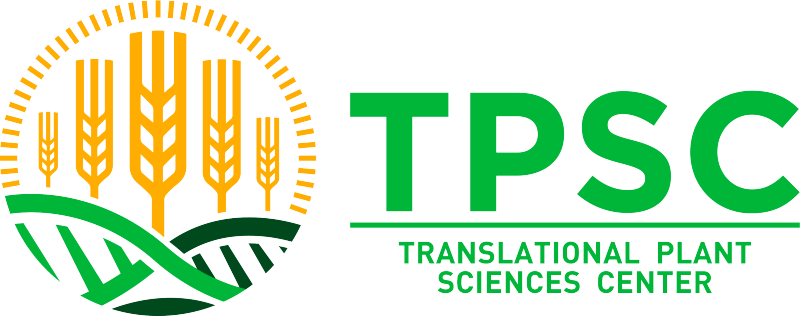 TPSC
TRANSLATIONAL PLANT
SCIENCES CENTER